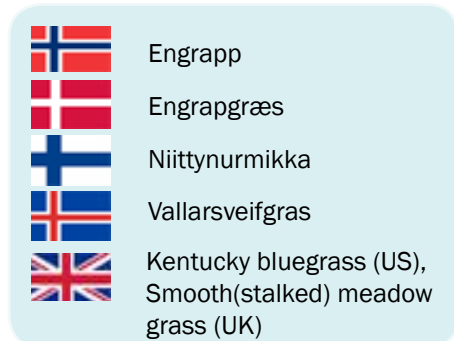 Engrapp
Engrapgræs
Niittynurmikka
Vallarsveifgras
Kentucky bluegrass (US),
Smooth(stalked) meadow
grass (UK)